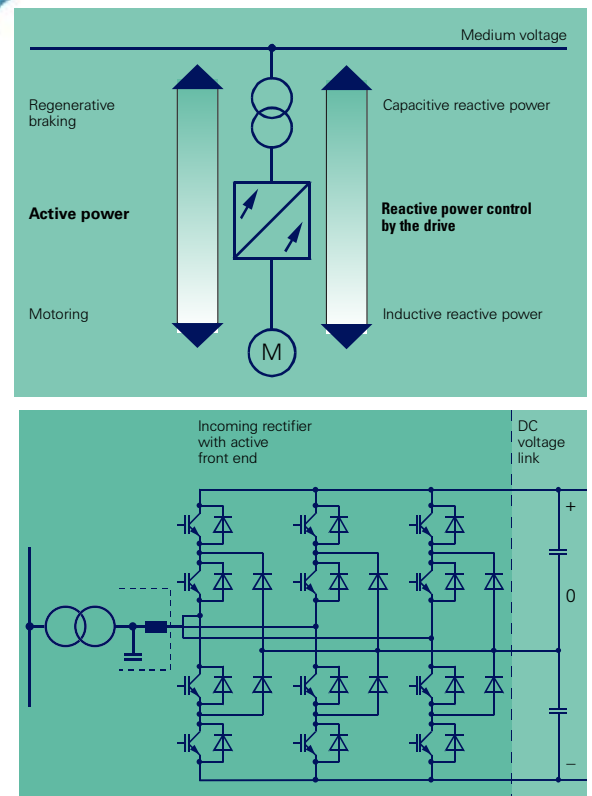 Medium voltage
Regenerative
braking
Capacitive reactive power
Active power
Reactive power control
by the drive
Motoring
Inductive reactive power
M
Incoming rectifier
with active
front end
DC
voltage
link
+
0
–